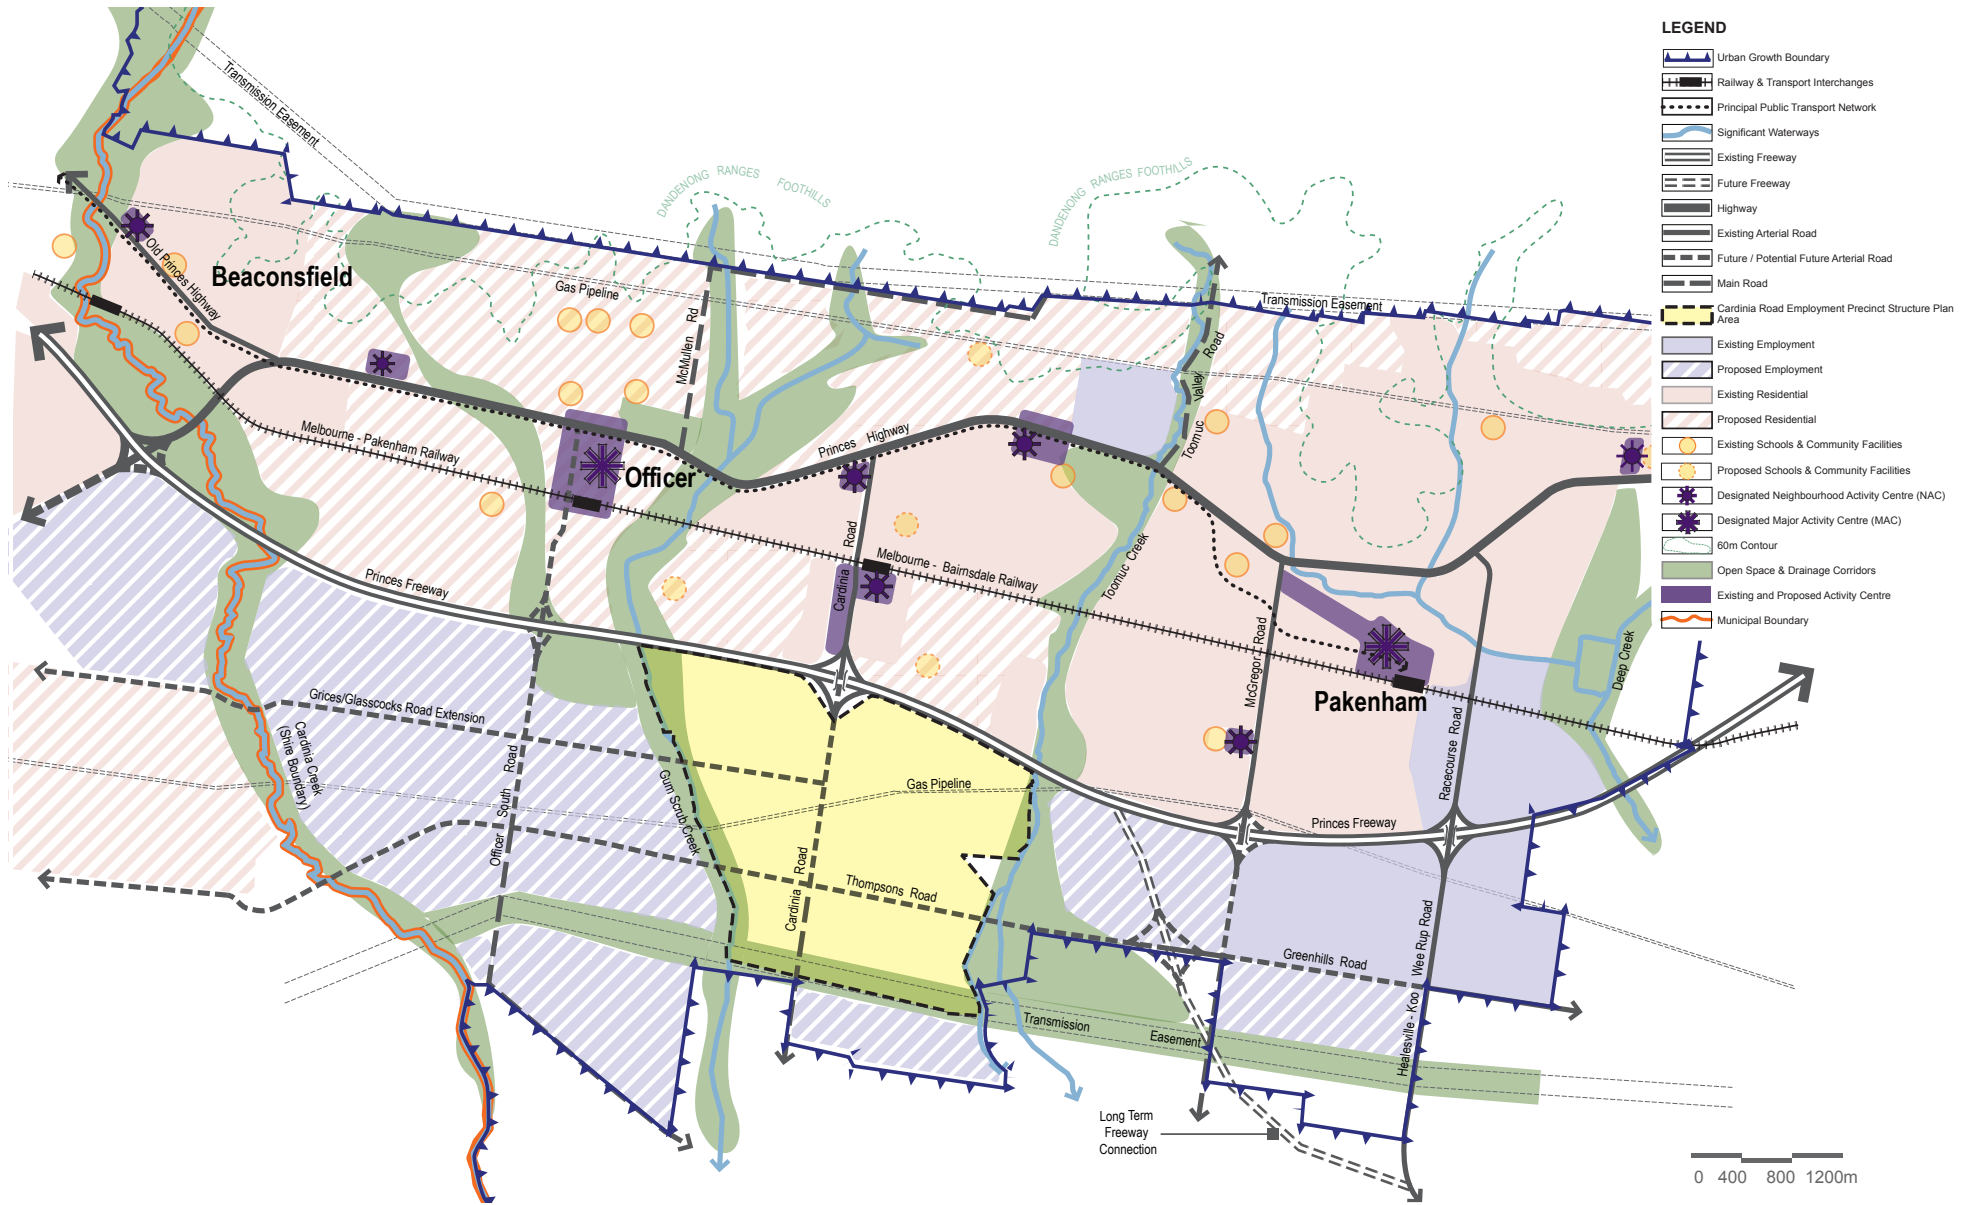 LEGEND
Urban Growth Boundary
Railway & Transport Interchanges
Principal Public Transport Network
Significant Waterways
Existing Freeway
Future Freeway
Highway
Existing Arterial Road
Future / Potential Future Arterial Road
Main Road
Cardinia Road Employment Precinct Structure Plan
Area
Existing Employment
Proposed Employment
Existing Residential
Proposed Residential
Existing Schools & Community Facilities
Proposed Schools & Community Facilities
Designated Neighbourhood Activity Centre (NAC)
Designated Major Activity Centre (MAC)
60m Contour
Open Space & Drainage Corridors
Existing and Proposed Activity Centre
Municipal Boundary
Transmission Easement
DANDENONG RANGES FOOTHILLS
DANDENONG RANGES FOOTHILLS
Old Princes Highway
Beaconsfield
Gas Pipeline
Transmission Easement
McMullen Rd
Toomuc Valley Road
Melbourne - Pakenham Railway
Princes Highway
Officer
Cardinia Road
Melbourne - Bairnsdale Railway
Toomuc Creek
Princes Freeway
McGregor Road
Deep Creek
Pakenham
Grices/Glasscocks Road Extension
Cardinia Creek
(Shire Boundary)
Officer South Road
Gum Scrub Creek
Gas Pipeline
Racecourse Road
Princes Freeway
Cardinia Road
Thompsons Road
Greenhills Road
Healesville - Koo Wee Rup Road
Transmission Easement
Long Term
Freeway
Connection
0 400 800 1200m